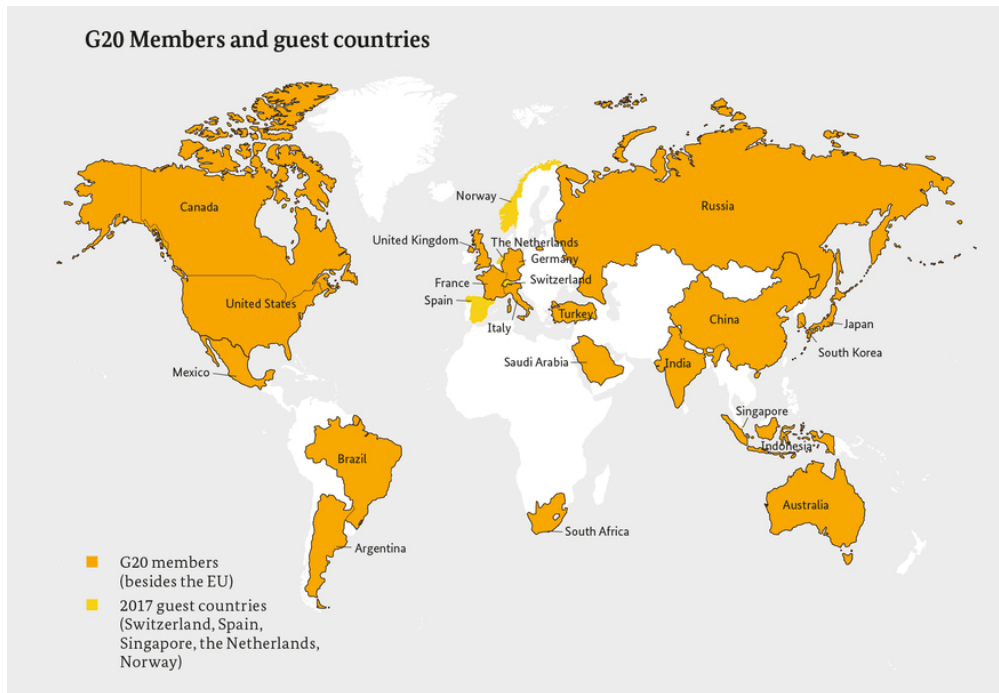 G20 Members and guest countries
Canada
Norway
Russia
United Kingdom
The Netherlands
Germany
France
Switzerland
Spain
United States
Turkey
China
Italy
Japan
South Korea
Mexico
Saudi Arabia
India
Singapore
Indonesia
Brazil
Australia
South Africa
Argentina
G20 members
(besides the EU)
2017 guest countries
(Switzerland, Spain,
Singapore, the Netherlands,
Norway)